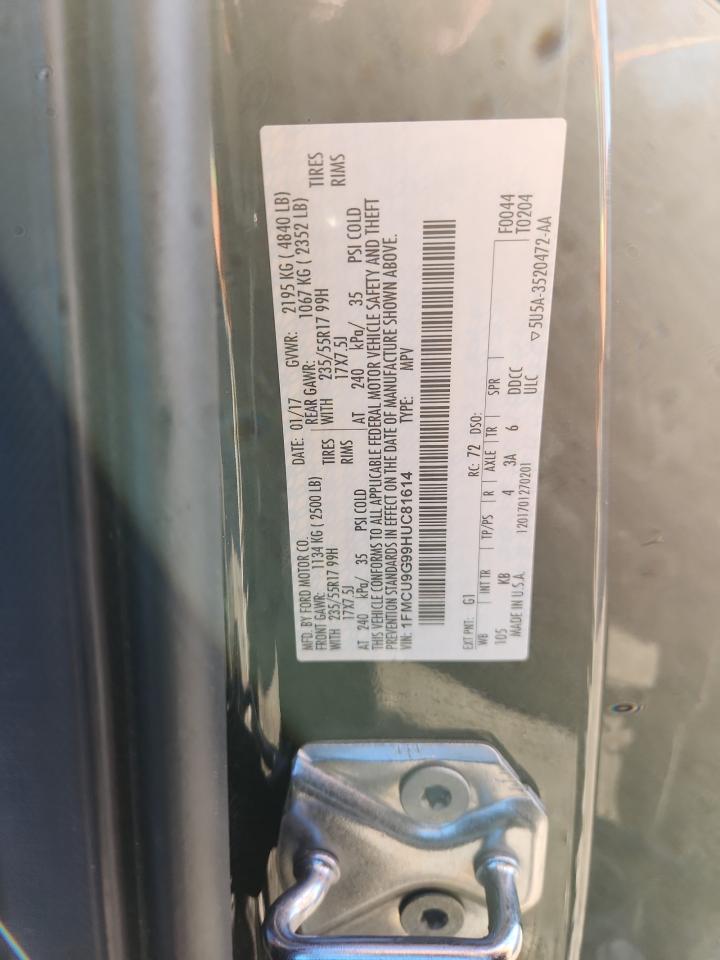 MFD. BY FORD MOTOR CO. DATE: 01/17 GVWR: 2195 KG ( 4840 LB)
FRONT GAWR: 1134 KG ( 2500 LB) REAR GAWR: 1067 KG ( 2352 LB)
WITH 235/55R17 99H TIRES WITH 235/55R17 99H TIRES
17X7.5J RIMS 17X7.5J RIMS
AT 240 kPa/ 35 PSI COLD AT 240 kPa/ 35 PSI COLD
THIS VEHICLE CONFORMS TO ALL APPLICABLE FEDERAL MOTOR VEHICLE SAFETY AND THEFT
PREVENTION STANDARDS IN EFFECT ON THE DATE OF MANUFACTURE SHOWN ABOVE.
VIN: 1FMCU9G99HUC81614 TYPE: MPV
EXT PNT: G1 RC: 72 DSO: F0044
WB INT TR TP/PS R AXLE TR SPR T0204
105 KB 4 3A 6 DDCC
MADE IN U.S.A. 1201701270201 ULC
▽5U5A-3520472-AA